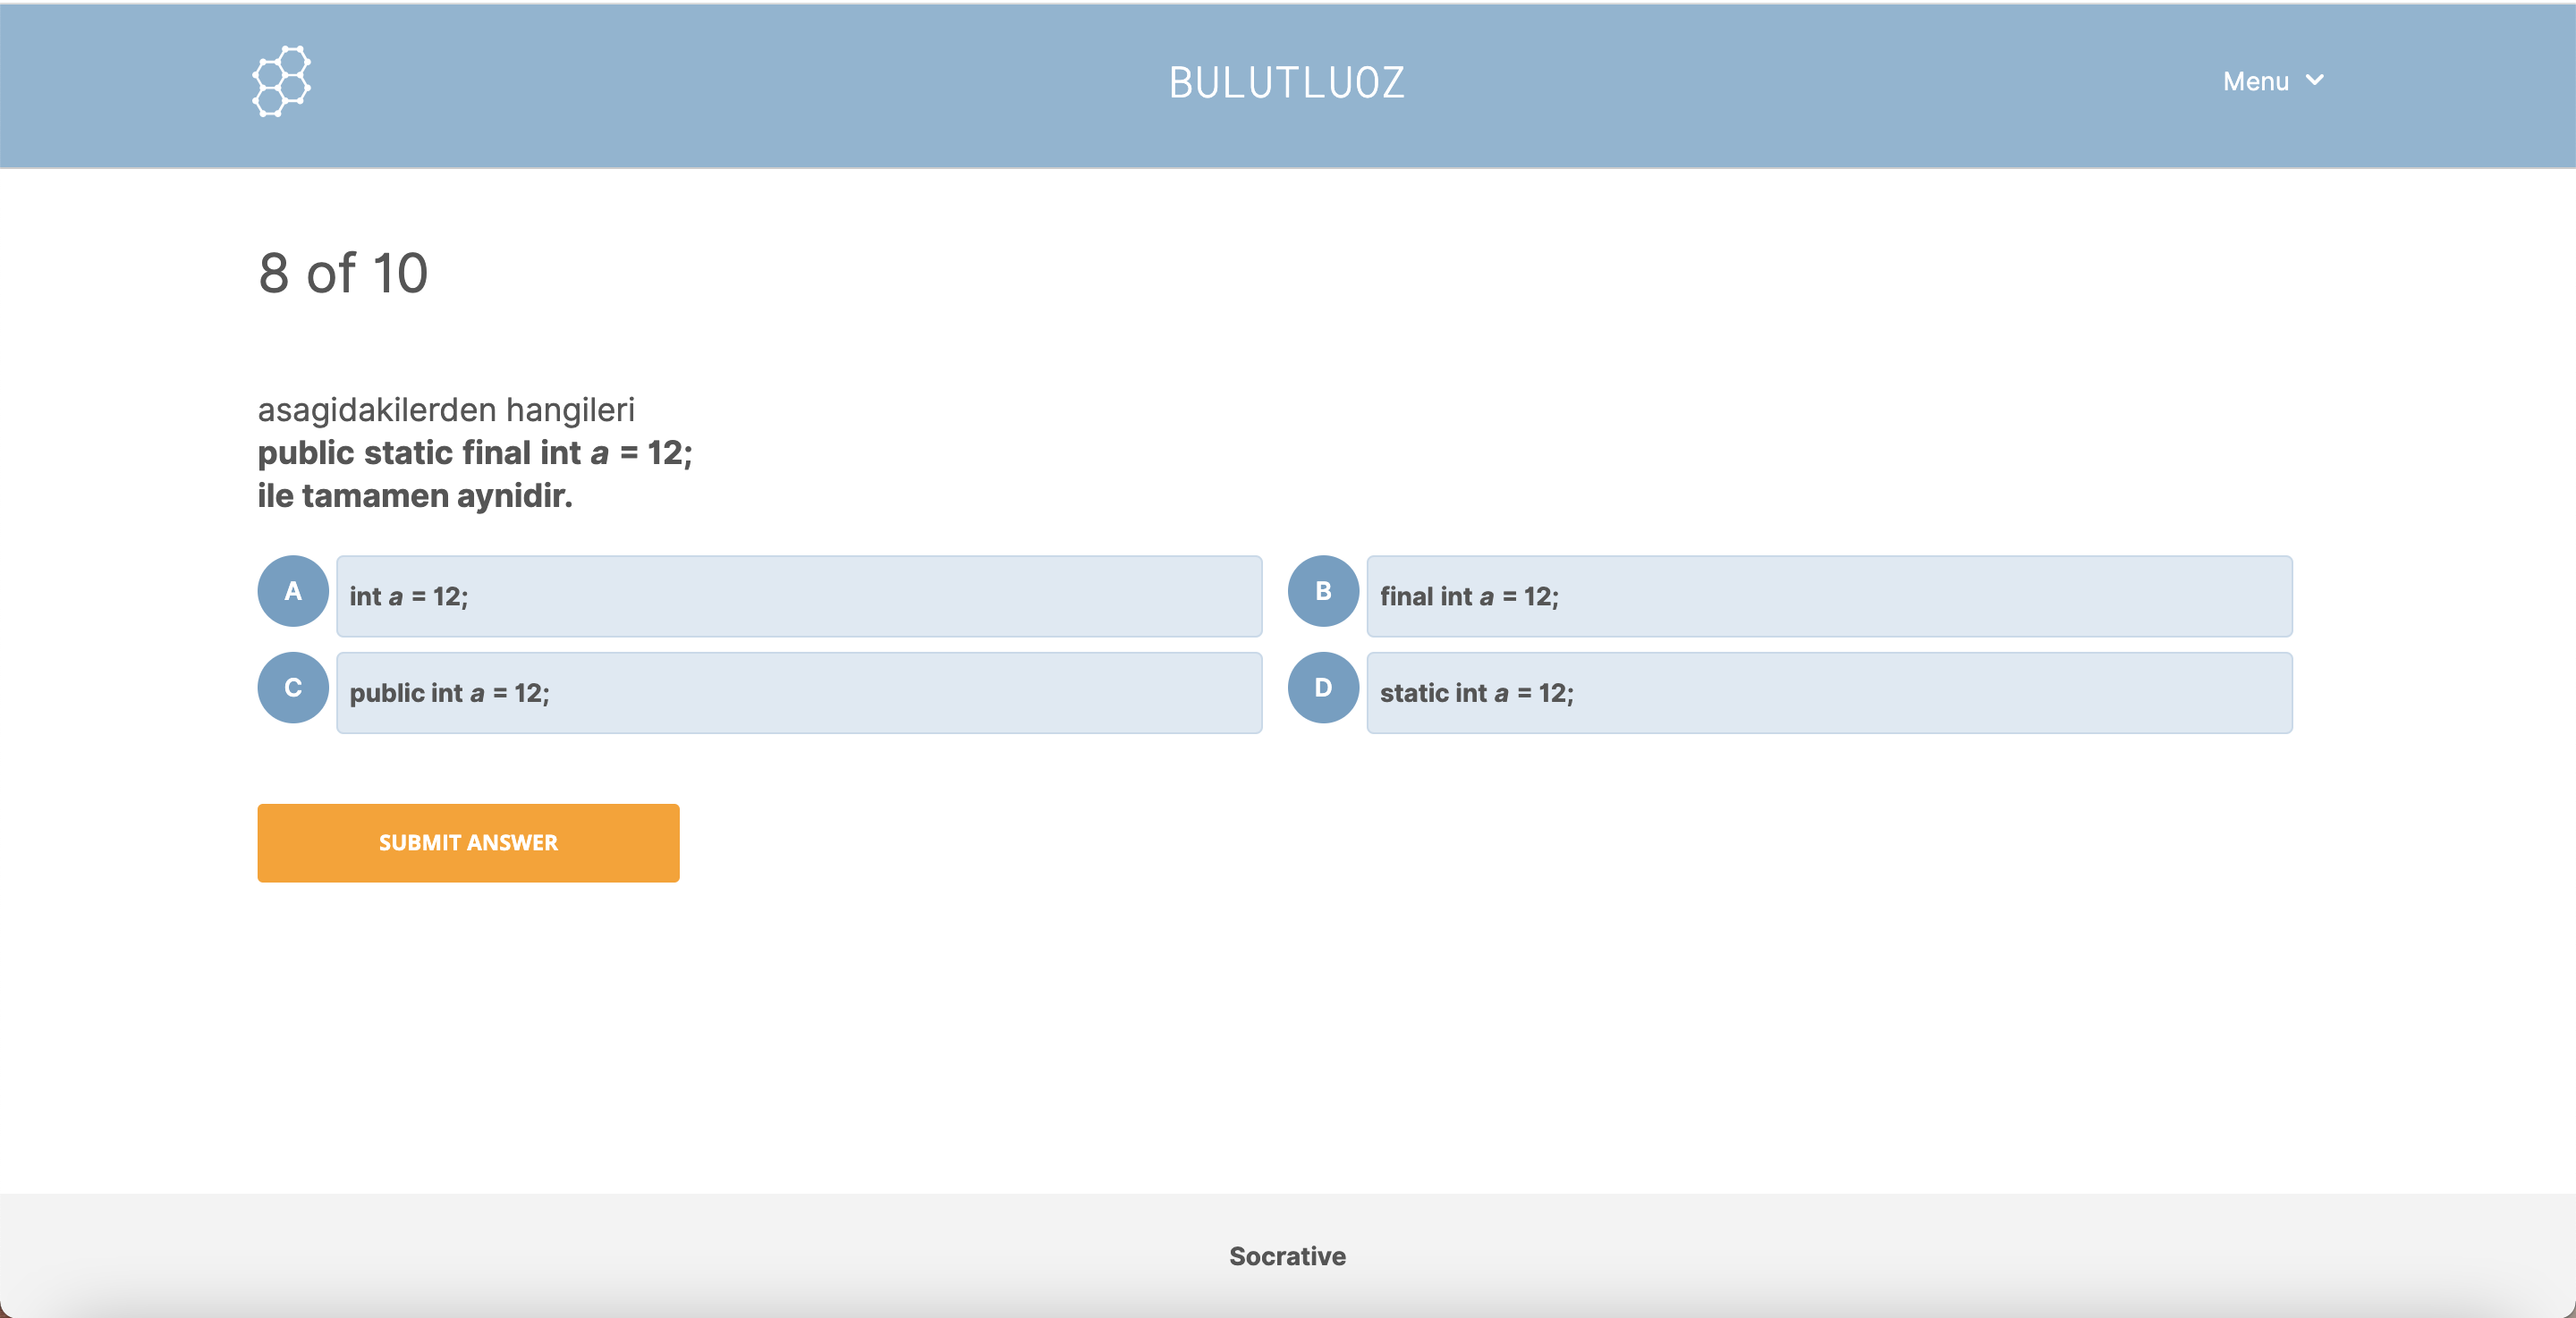 BULUTLUOZ
Menu
8 of 10
asagidakilerden hangileri
public static final int a = 12;
ile tamamen aynidir.
A
int a = 12;
B
final int a = 12;
C
public int a = 12;
D
static int a = 12;
SUBMIT ANSWER
Socrative